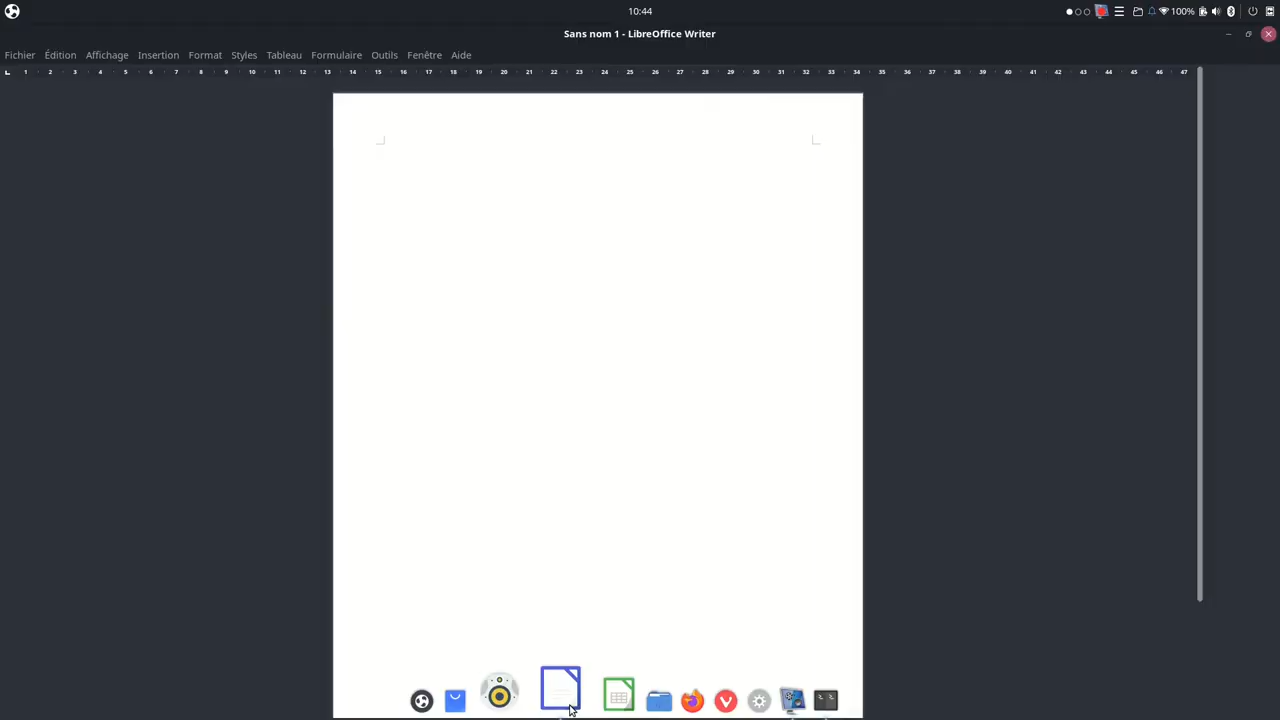 10:44
100%
Sans nom 1 - LibreOffice Writer
Fichier Édition Affichage Insertion Format Styles Tableau Formulaire Outils Fenêtre Aide
1 2 3 4 5 6 7 8 9 10 11 12 13 14 15 16 17 18 19 20 21 22 23 24 25 26 27 28 29 30 31 32 33 34 35 36 37 38 39 40 41 42 43 44 45 46 47